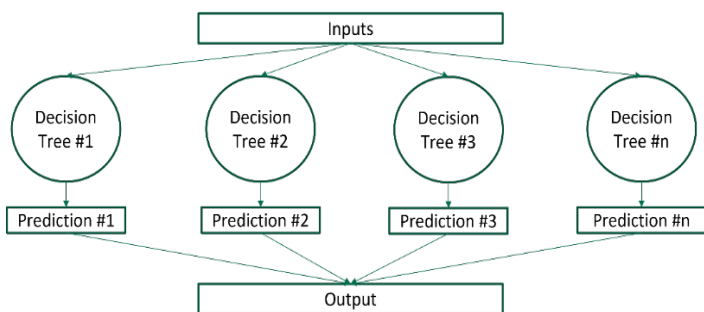 Inputs
Decision
Tree #1
Decision
Tree #2
Decision
Tree #3
Decision
Tree #n
Prediction #1
Prediction #2
Prediction #3
Prediction #n
Output